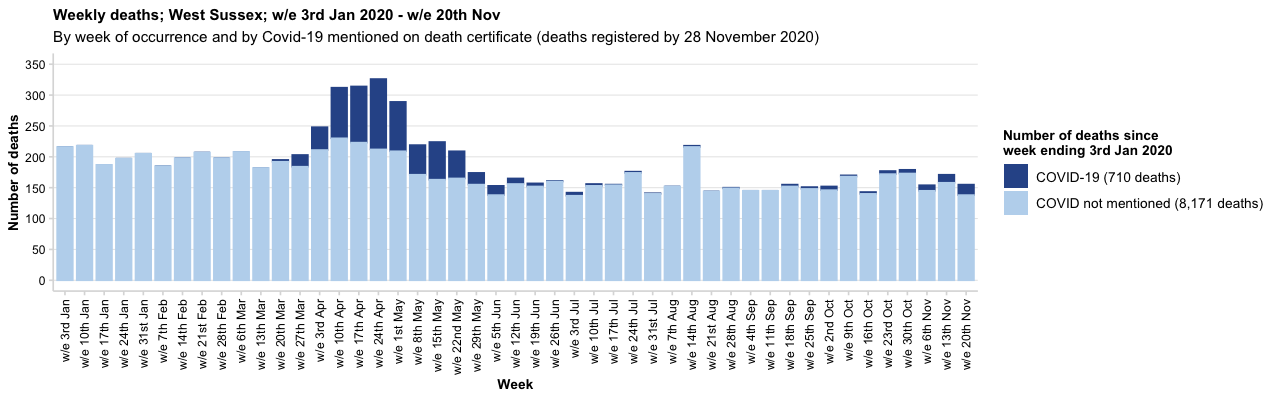 Weekly deaths; West Sussex; w/e 3rd Jan 2020 - w/e 20th Nov
By week of occurrence and by Covid-19 mentioned on death certificate (deaths registered by 28 November 2020)
Number of deaths
350
300
250
200
150
100
50
0
w/e 3rd Jan
w/e 10th Jan
w/e 17th Jan
w/e 24th Jan
w/e 31st Jan
w/e 7th Feb
w/e 14th Feb
w/e 21st Feb
w/e 28th Feb
w/e 6th Mar
w/e 13th Mar
w/e 20th Mar
w/e 27th Mar
w/e 3rd Apr
w/e 10th Apr
w/e 17th Apr
w/e 24th Apr
w/e 1st May
w/e 8th May
w/e 15th May
w/e 22nd May
w/e 29th May
w/e 5th Jun
w/e 12th Jun
w/e 19th Jun
w/e 26th Jun
w/e 3rd Jul
w/e 10th Jul
w/e 17th Jul
w/e 24th Jul
w/e 31st Jul
w/e 7th Aug
w/e 14th Aug
w/e 21st Aug
w/e 28th Aug
w/e 4th Sep
w/e 11th Sep
w/e 18th Sep
w/e 25th Sep
w/e 2nd Oct
w/e 9th Oct
w/e 16th Oct
w/e 23rd Oct
w/e 30th Oct
w/e 6th Nov
w/e 13th Nov
w/e 20th Nov
Week
Number of deaths since
week ending 3rd Jan 2020
COVID-19 (710 deaths)
COVID not mentioned (8,171 deaths)